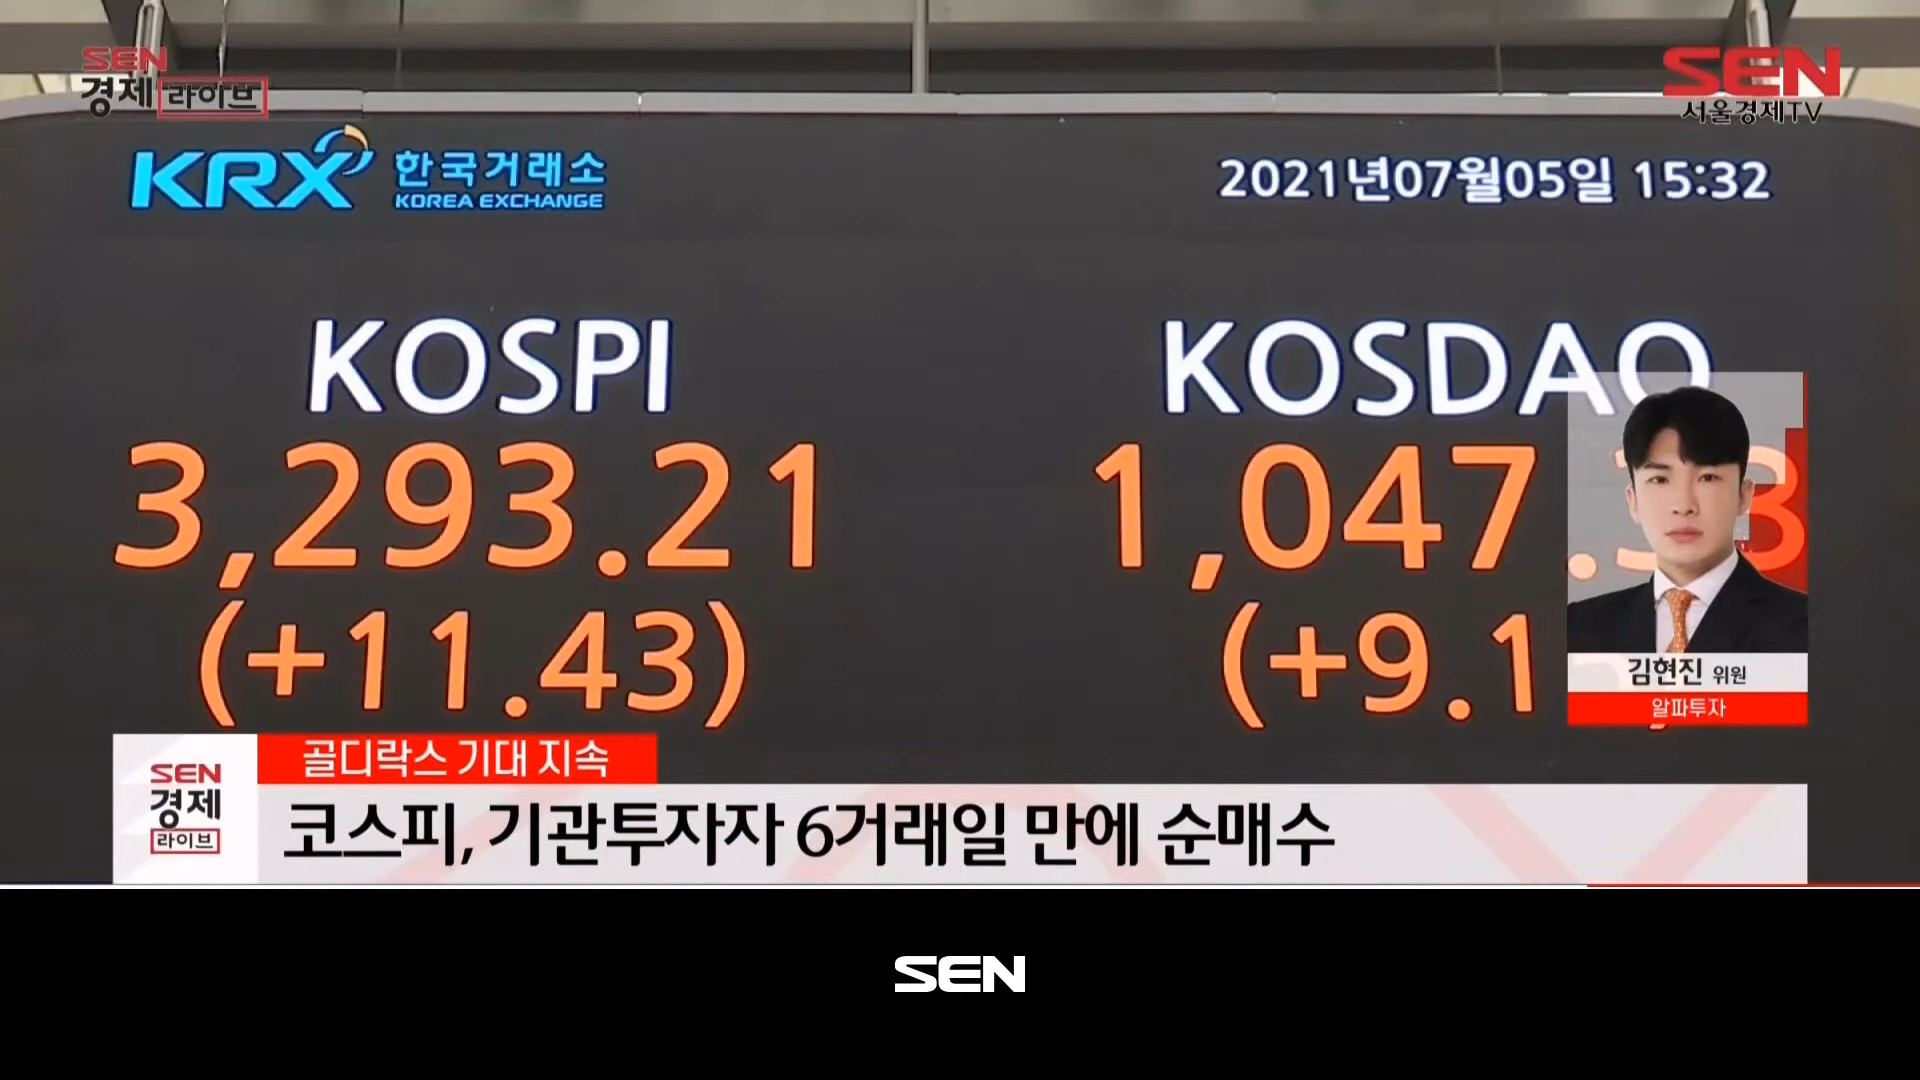 SEN
경제 라이브
SEN
서울경제TV
KRX 한국거래소
KOREA EXCHANGE
2021년07월05일 15:32
KOSPI
3,293.21
(+11.43)
KOSDAQ
1,047.
(+9.1
김현진 위원
알파투자
골디락스 기대 지속
SEN
경제
라이브
코스피, 기관투자자 6거래일 만에 순매수
SEN